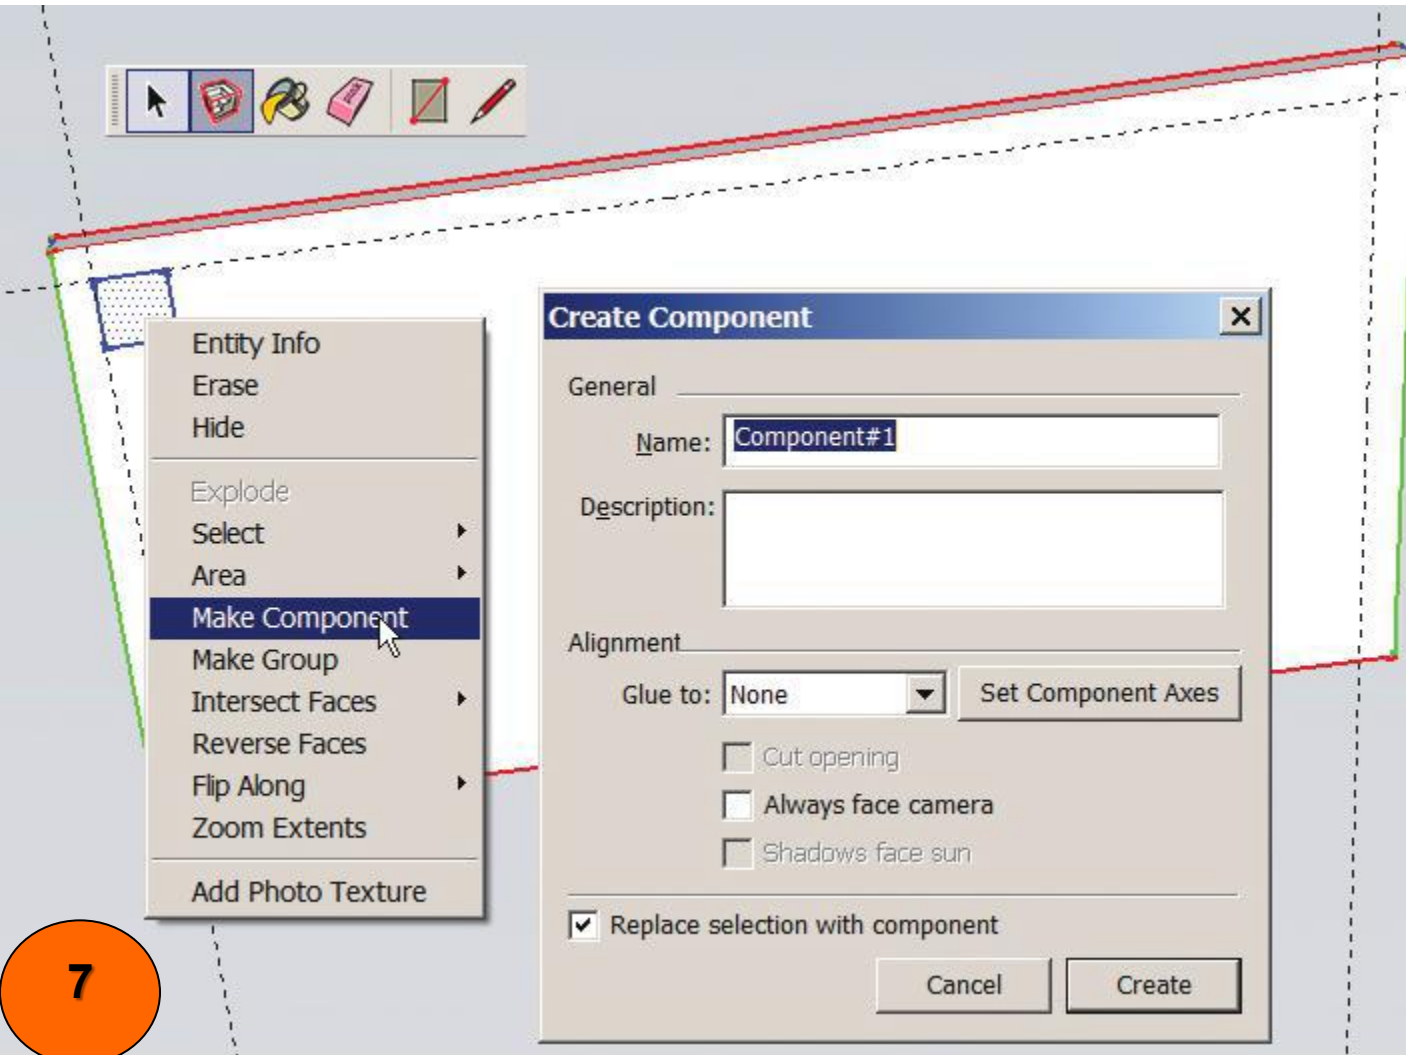 Entity Info
Erase
Hide
Explode
Select
Area
Make Component
Make Group
Intersect Faces
Reverse Faces
Flip Along
Zoom Extents
Add Photo Texture
Create Component
General
Name: Component#1
Description:
Alignment
Glue to: None Set Component Axes
Cut opening
Always face camera
Shadows face sun
Replace selection with component
Cancel Create
7